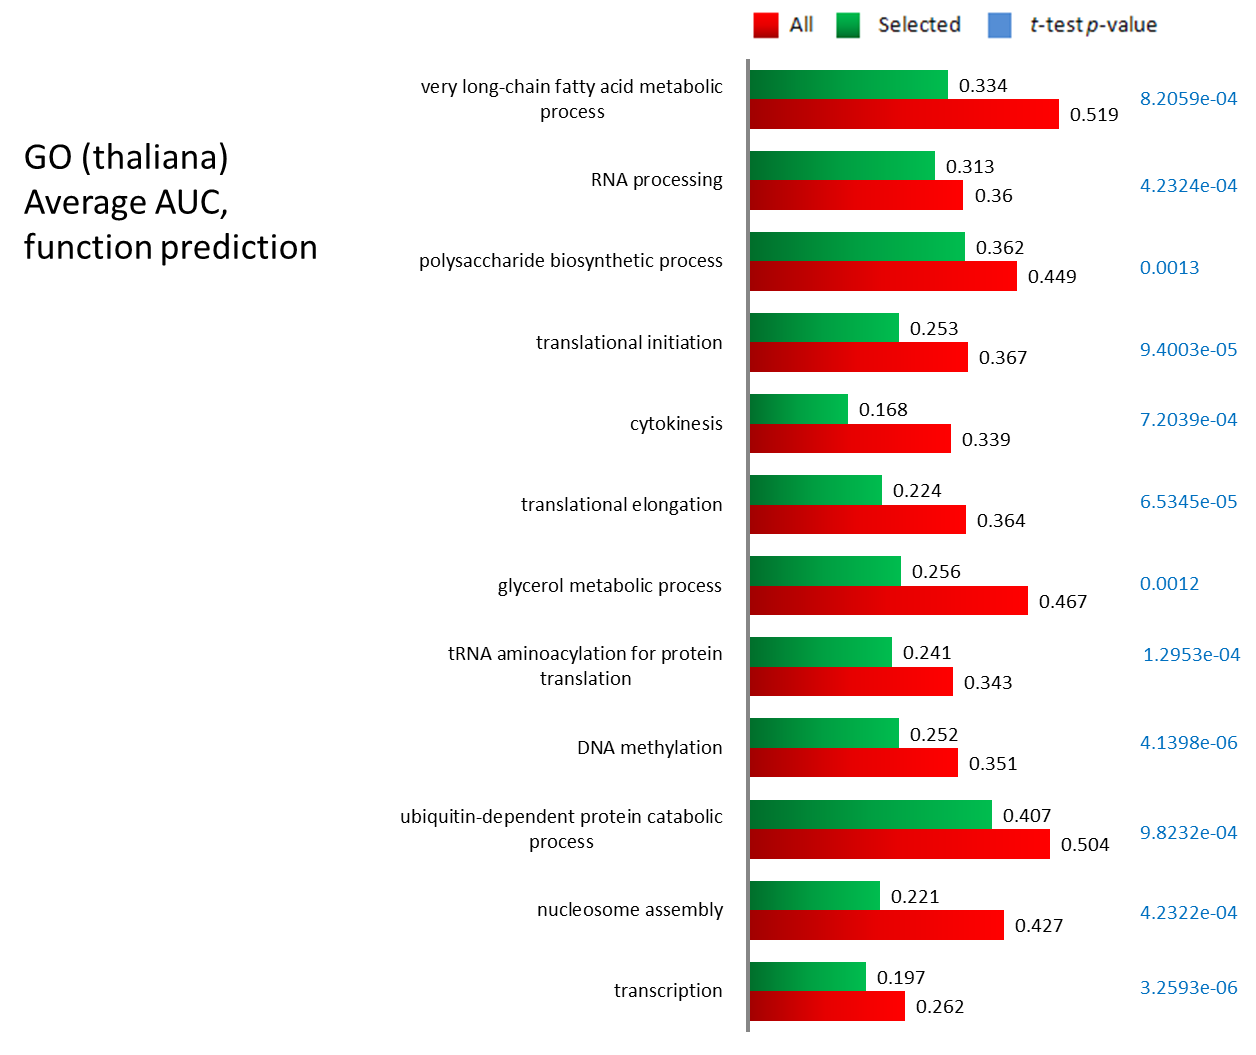 All Selected t-test p-value
GO (thaliana)
Average AUC,
function prediction
very long-chain fatty acid metabolic
process
0.334
0.519
8.2059e-04
RNA processing
0.313
0.36
4.2324e-04
polysaccharide biosynthetic process
0.362
0.449
0.0013
translational initiation
0.253
0.367
9.4003e-05
cytokinesis
0.168
0.339
7.2039e-04
translational elongation
0.224
0.364
6.5345e-05
glycerol metabolic process
0.256
0.467
0.0012
tRNA aminoacylation for protein
translation
0.241
0.343
1.2953e-04
DNA methylation
0.252
0.351
4.1398e-06
ubiquitin-dependent protein catabolic
process
0.407
0.504
9.8232e-04
nucleosome assembly
0.221
0.427
4.2322e-04
transcription
0.197
0.262
3.2593e-06